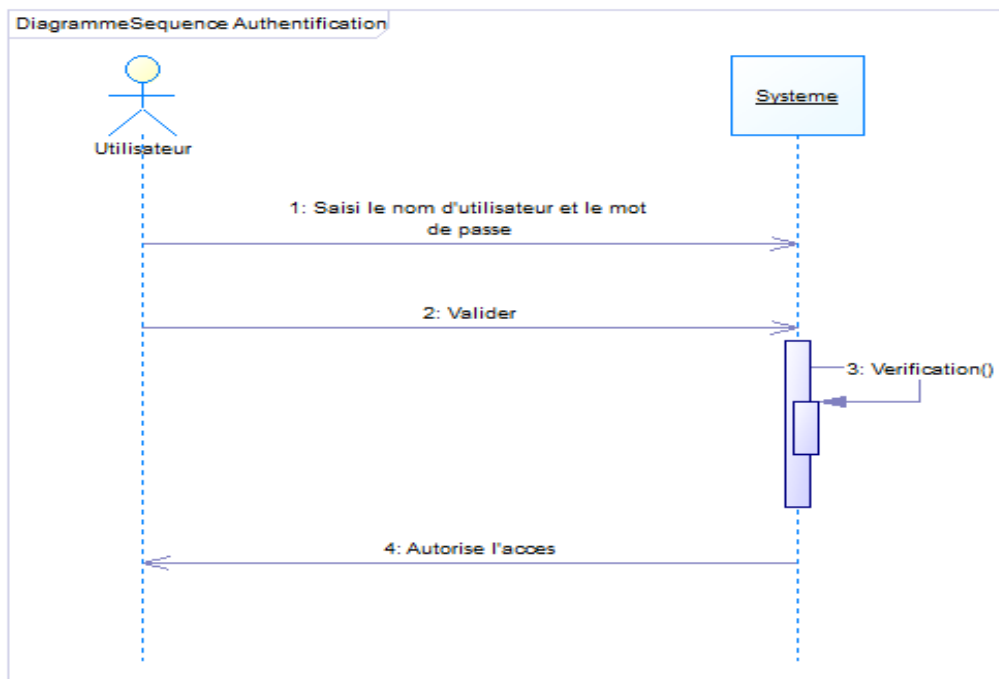 DiagrammeSequence Authentification
Systeme
Utilisateur
1: Saisi le nom d'utilisateur et le mot
de passe
2: Valider
3: Verification()
4: Autorise l'acces